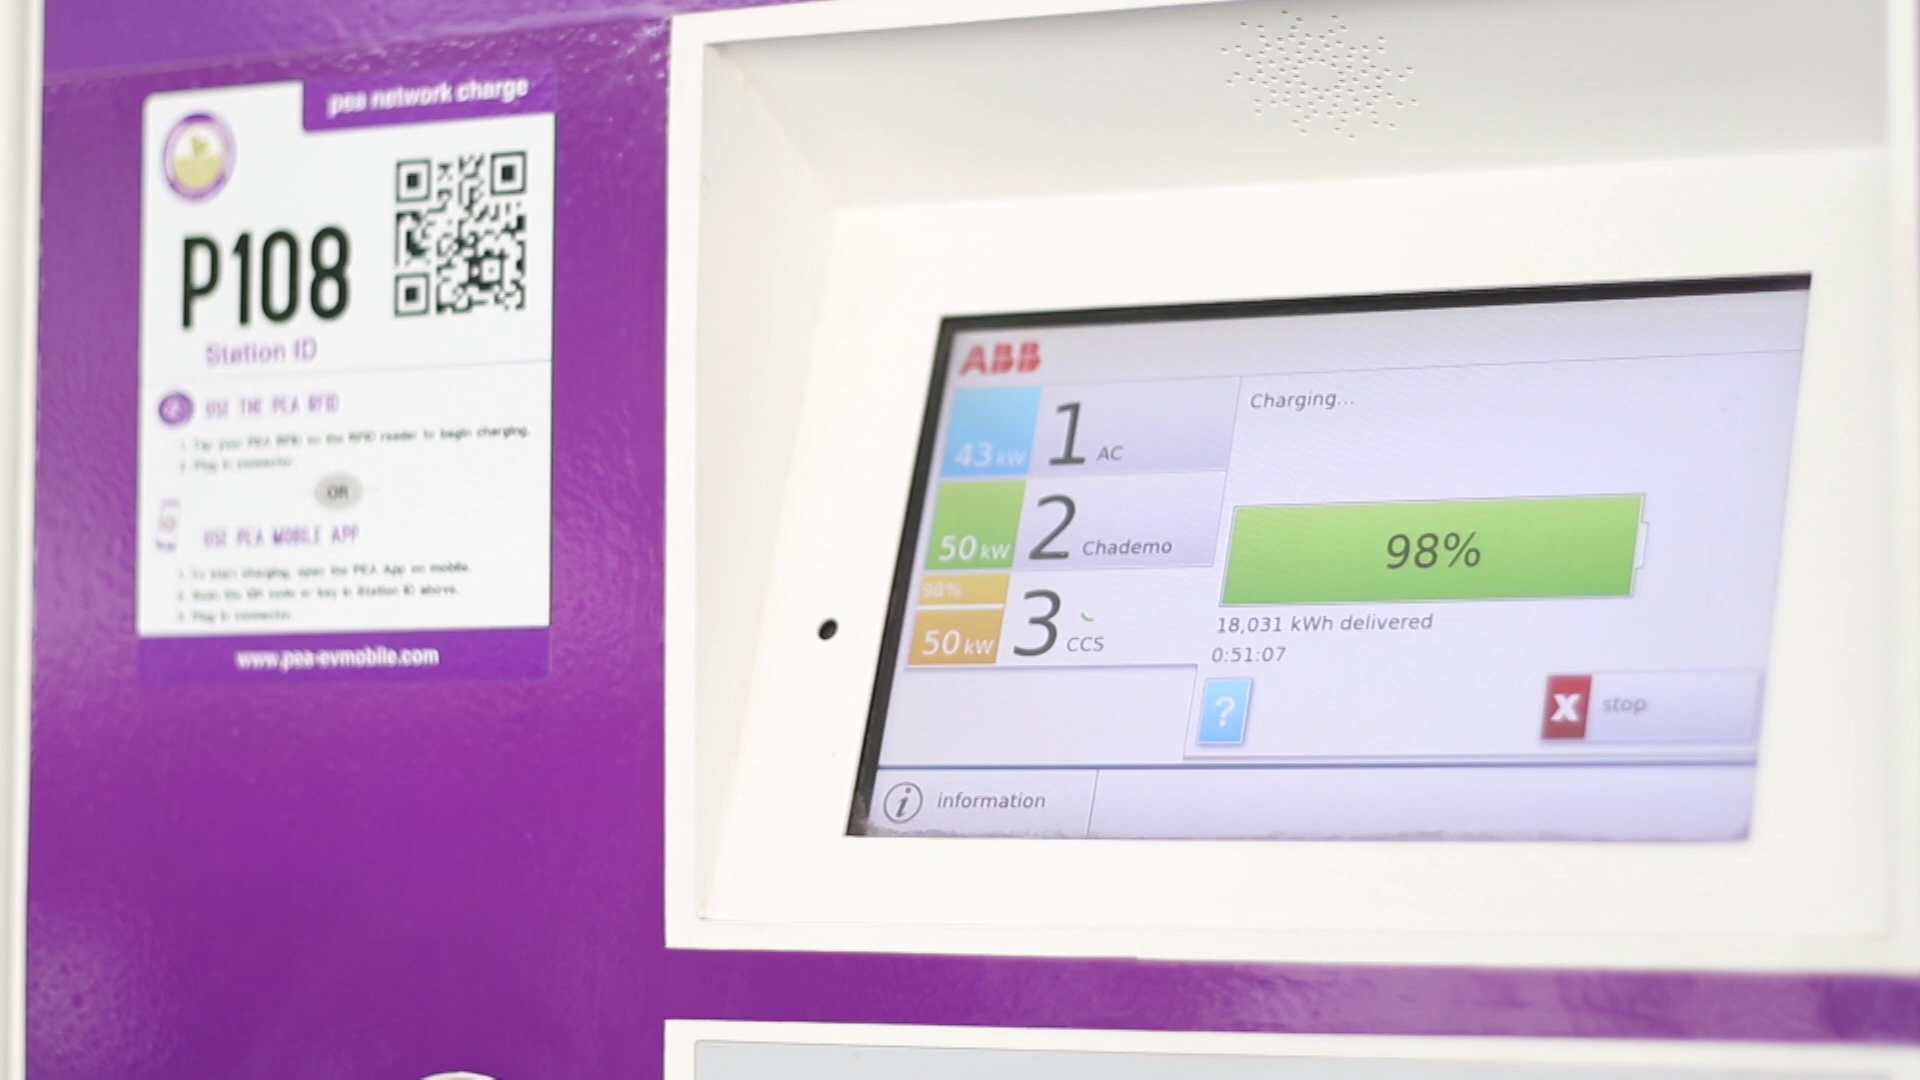 pea network charge
P108
Station ID
USE THE PEA RFID
1. Tap your PEA RFID on the RFID reader to begin charging.
2. Plug in connector
OR
USE PEA MOBILE APP
1. To start charging, open the PEA App on mobile.
2. Scan the QR code or key in Station ID above.
3. Plug in connector
www.pea-evmobile.com
ABB
43 kW 1 AC
50 kW 2 Chademo
98%
50 kW 3 CCS
Charging...
98%
18,031 kWh delivered
0:51:07
?
X stop
i information